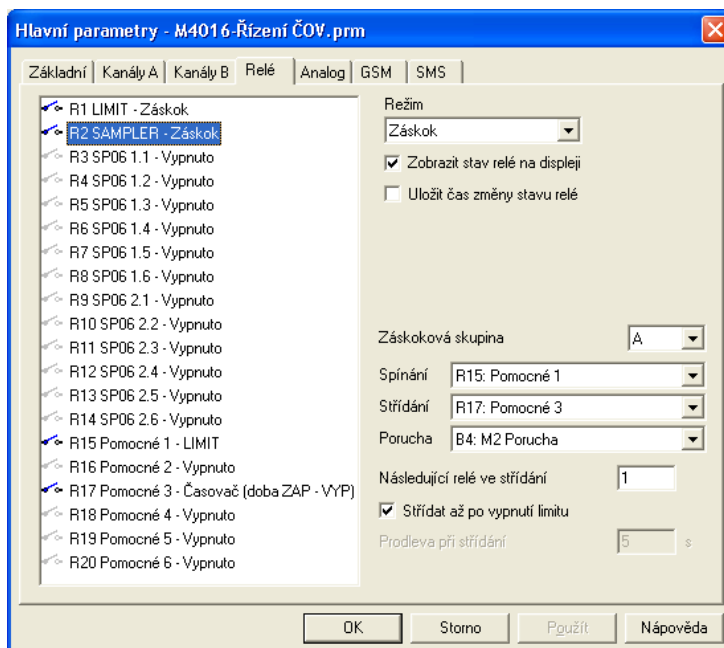 Hlavní parametry - M4016-Řízení ČOV.prm
Základní Kanály A Kanály B Relé Analog GSM SMS
R1 LIMIT - Záskok
R2 SAMPLER - Záskok
R3 SP06 1.1 - Vypnuto
R4 SP06 1.2 - Vypnuto
R5 SP06 1.3 - Vypnuto
R6 SP06 1.4 - Vypnuto
R7 SP06 1.5 - Vypnuto
R8 SP06 1.6 - Vypnuto
R9 SP06 2.1 - Vypnuto
R10 SP06 2.2 - Vypnuto
R11 SP06 2.3 - Vypnuto
R12 SP06 2.4 - Vypnuto
R13 SP06 2.5 - Vypnuto
R14 SP06 2.6 - Vypnuto
R15 Pomocné 1 - LIMIT
R16 Pomocné 2 - Vypnuto
R17 Pomocné 3 - Časovač (doba ZAP - VYP)
R18 Pomocné 4 - Vypnuto
R19 Pomocné 5 - Vypnuto
R20 Pomocné 6 - Vypnuto
Režim
Záskok
Zobrazit stav relé na displeji
Uložit čas změny stavu relé
Záskoková skupina A
Spínání R15: Pomocné 1
Střídání R17: Pomocné 3
Porucha B4: M2 Porucha
Následující relé ve střídání 1
Střídat až po vypnutí limitu
Prodleva při střídání 5 s
OK Storno Použít Nápověda